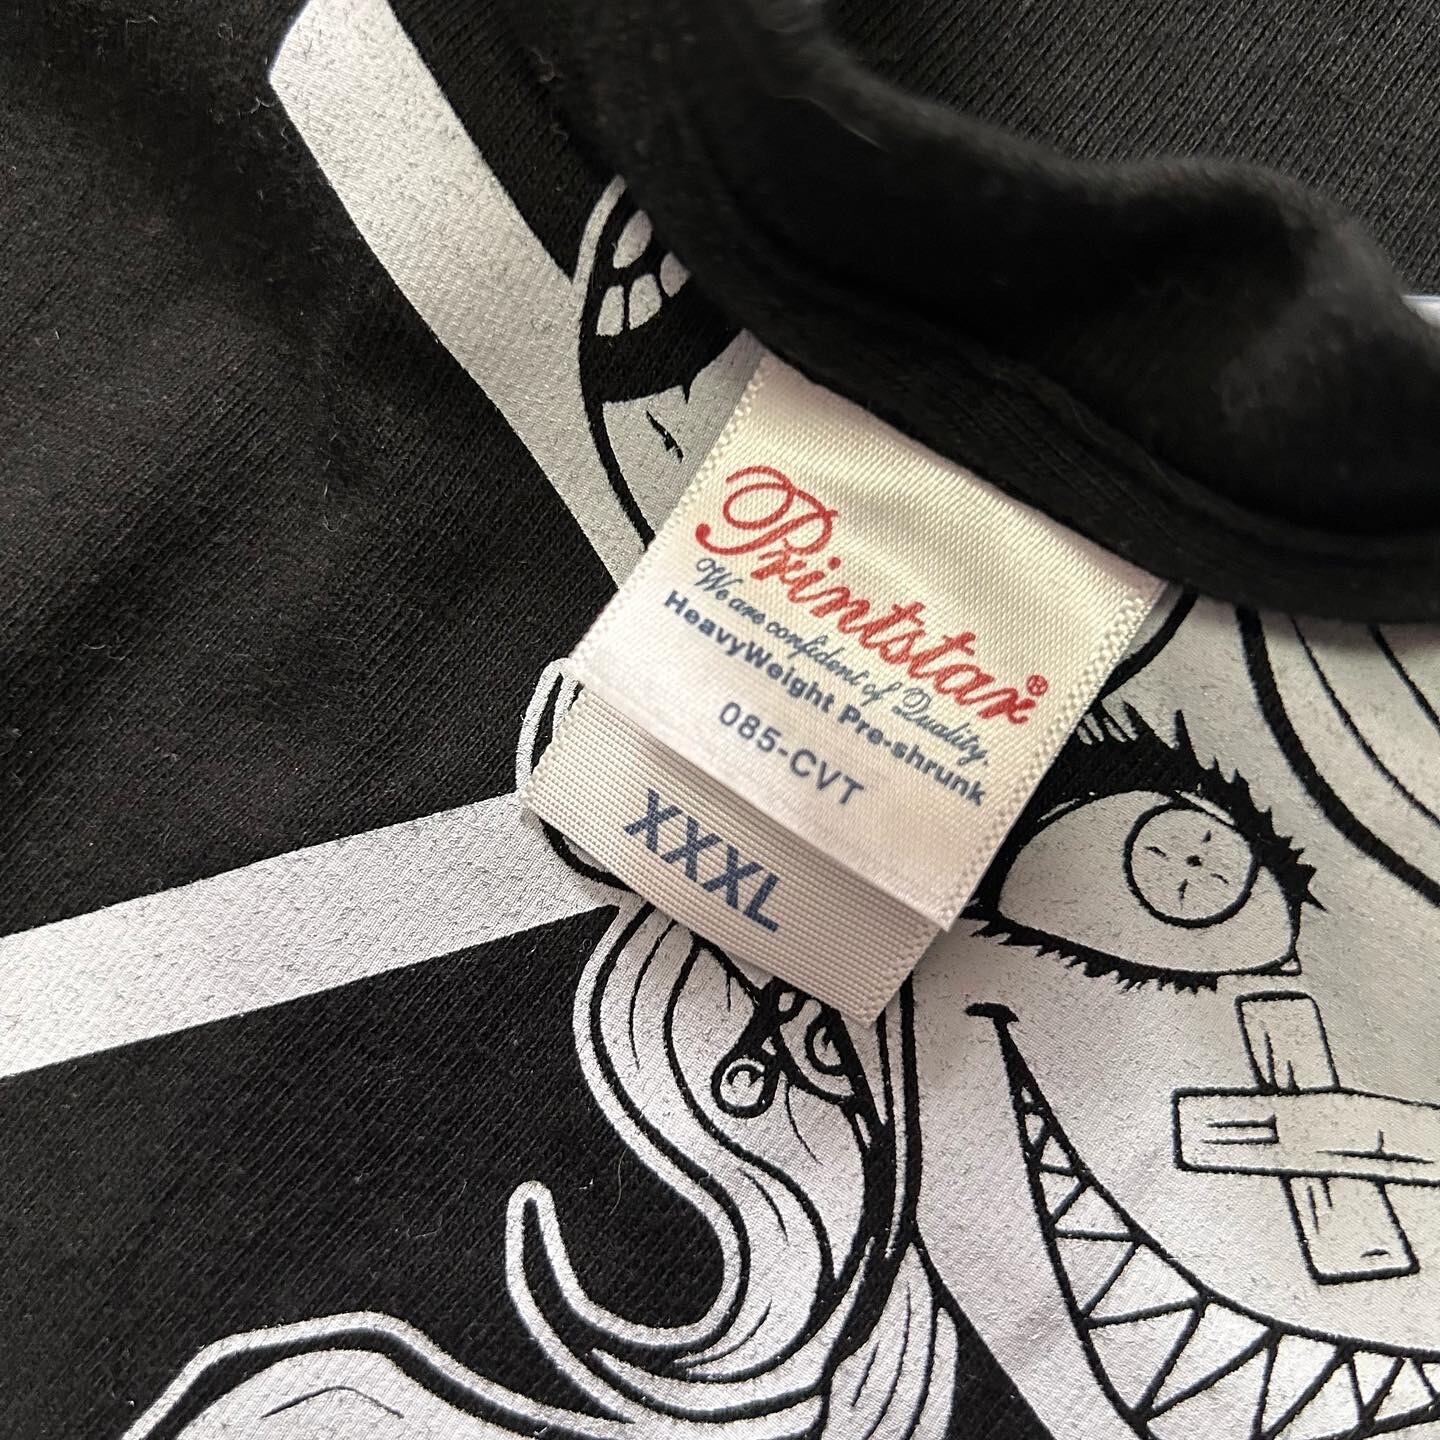 Printstar®
We are confident of Quality.
HeavyWeight Pre-shrunk
085-CVT
XXXL